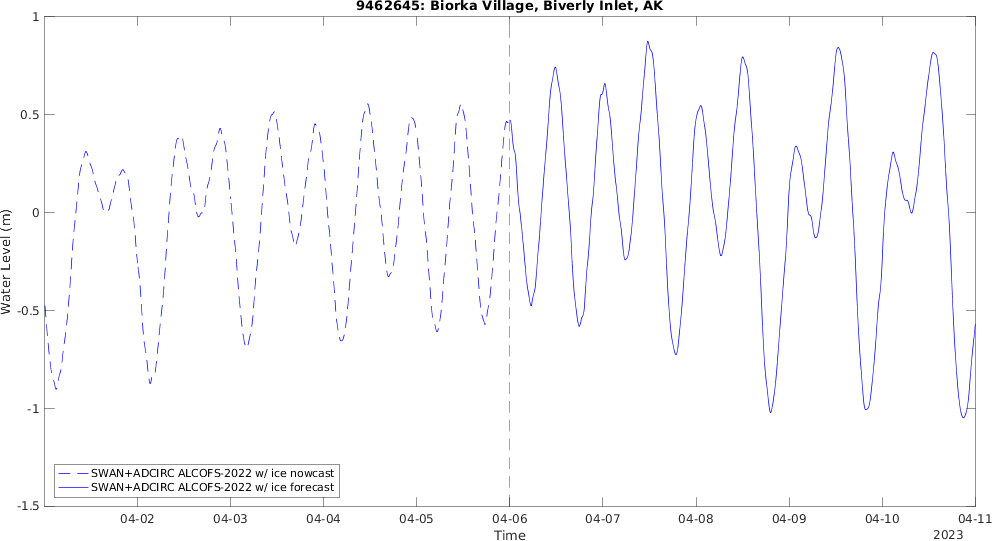 9462645: Biorka Village, Biverly Inlet, AK
1
0.5
0
-0.5
-1
-1.5
Water Level (m)
SWAN+ADCIRC ALCOFS-2022 w/ ice nowcast
SWAN+ADCIRC ALCOFS-2022 w/ ice forecast
04-02 04-03 04-04 04-05 04-06 04-07 04-08 04-09 04-10 04-11
Time
2023